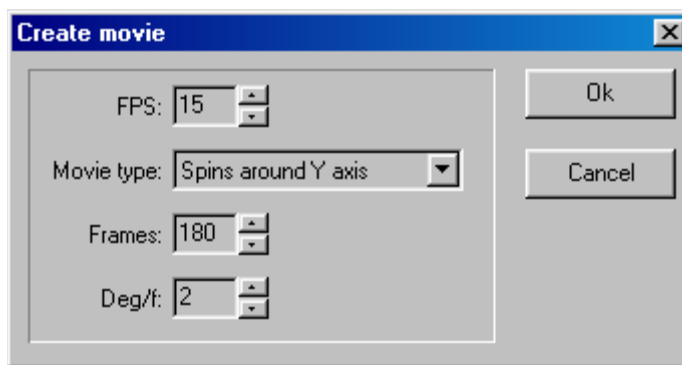 Create movie
FPS: 15
Ok
Movie type: Spins around Y axis
Cancel
Frames: 180
Deg/f: 2